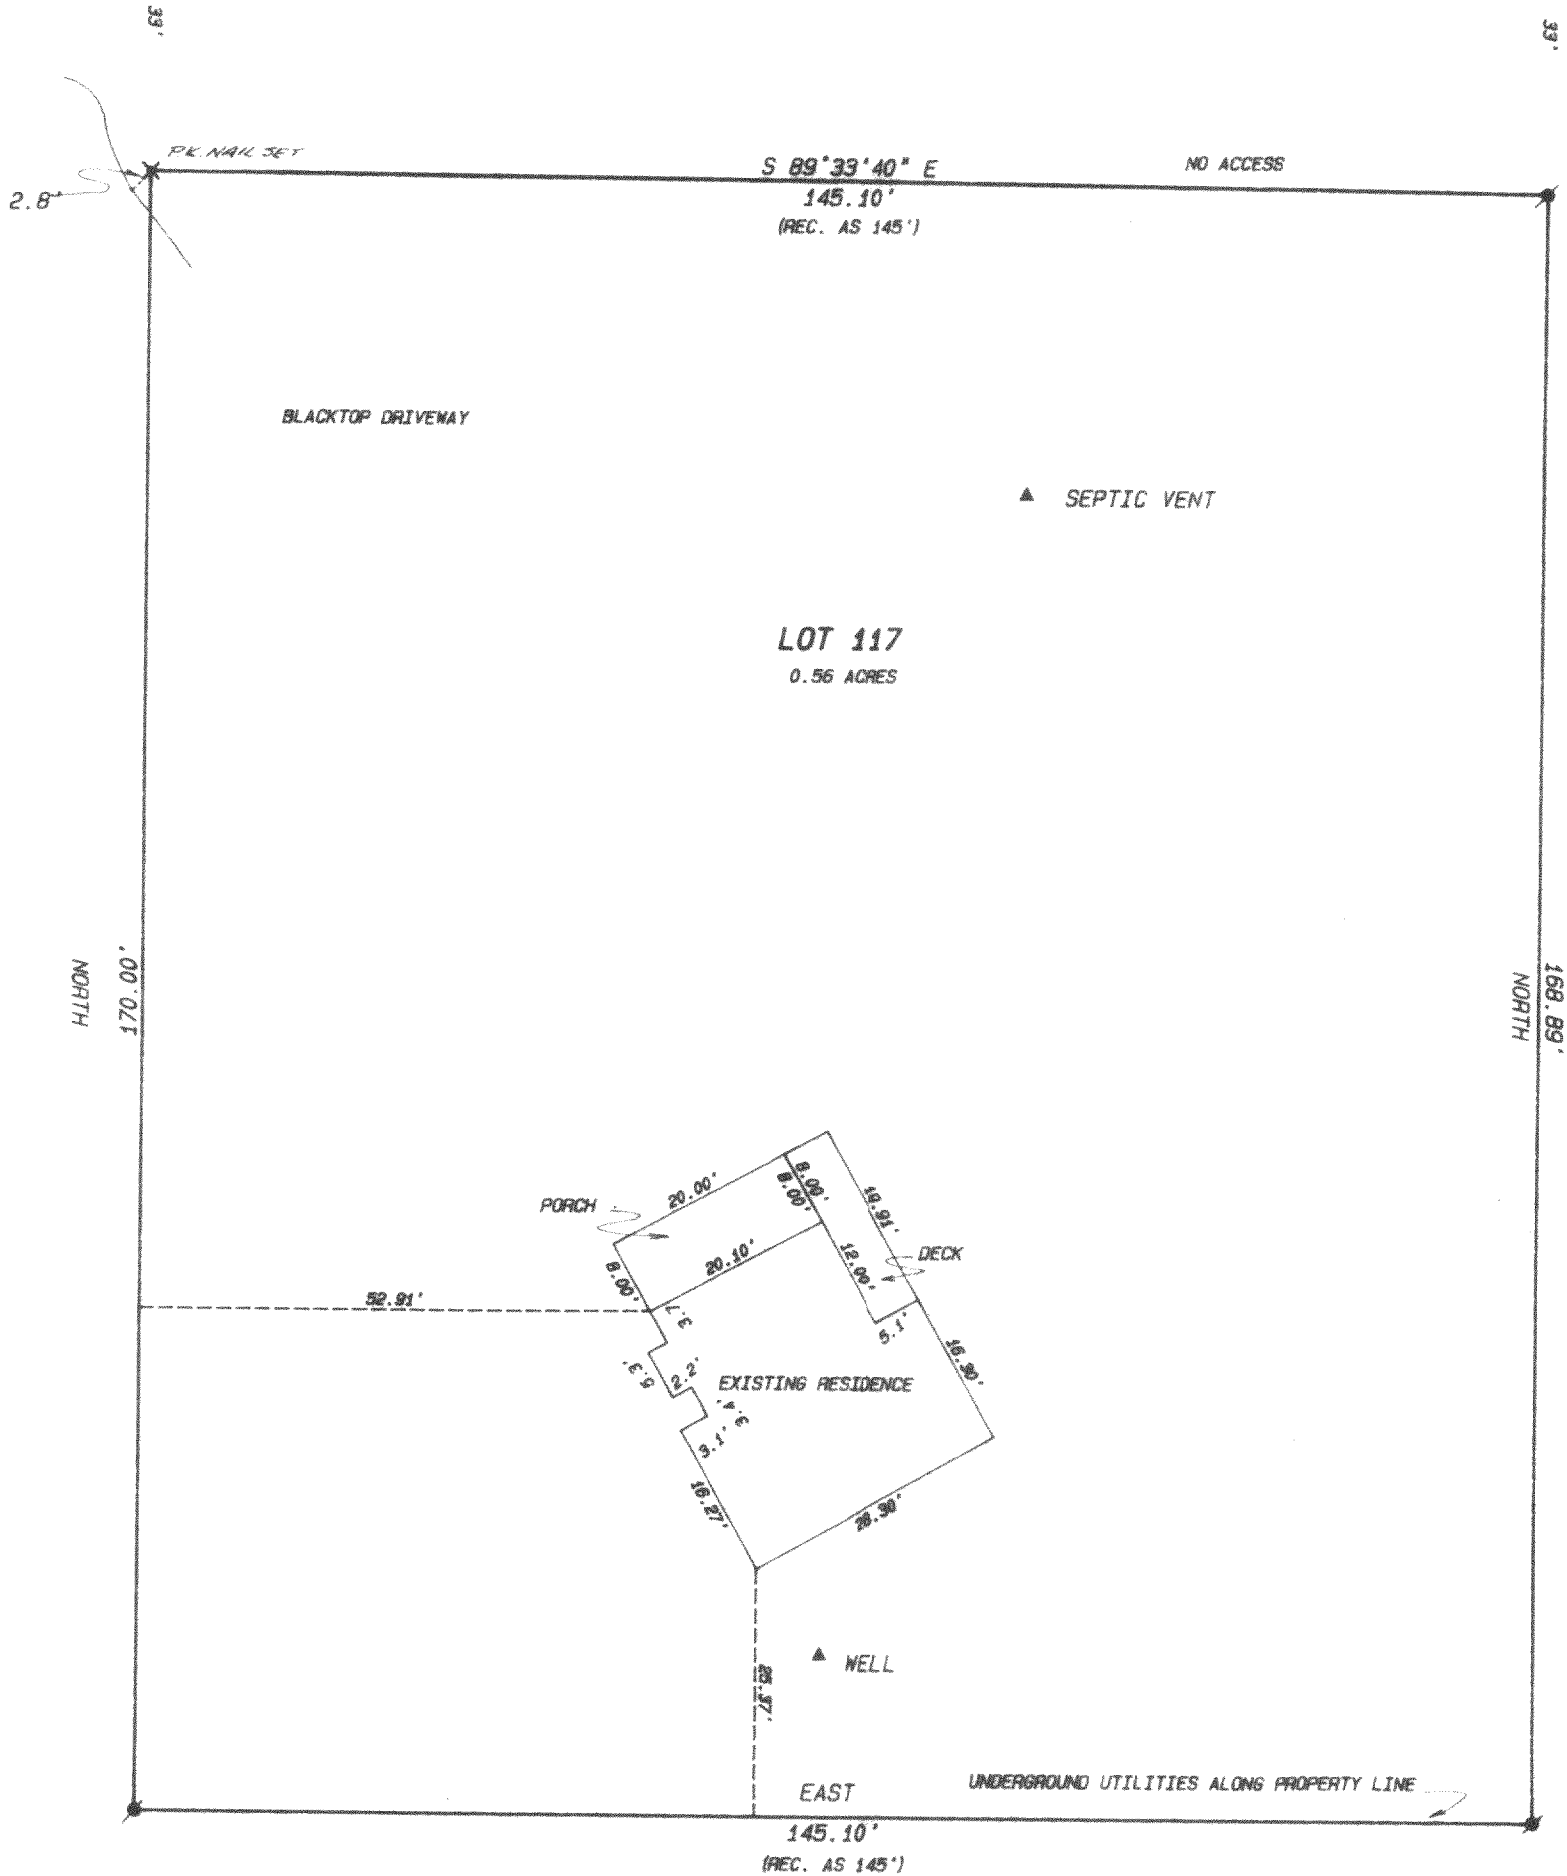 33'
33'
P.K. NAIL SET
S 89°33'40" E
NO ACCESS
2.8'
145.10'
(REC. AS 145')
BLACKTOP DRIVEWAY
SEPTIC VENT
LOT 117
0.56 ACRES
NORTH
170.00'
NORTH
168.89'
PORCH
20.00'
8.00'
8.00'
19.91'
DECK
20.10'
12.00'
8.00'
52.91'
3.7'
5.1'
16.30'
5.3'
2.2'
EXISTING RESIDENCE
3.4'
3.1'
16.27'
WELL
25.37'
EAST
UNDERGROUND UTILITIES ALONG PROPERTY LINE
145.10'
(REC. AS 145')